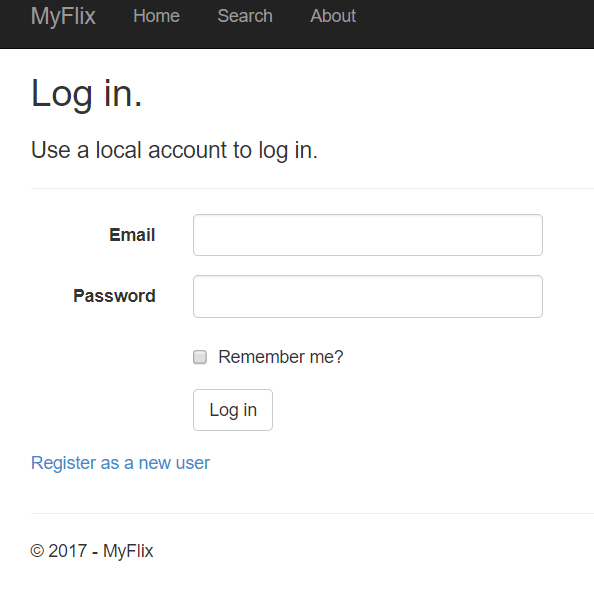 MyFlix Home Search About
Log in.
Use a local account to log in.
Email
Password
Remember me?
Log in
Register as a new user
© 2017 - MyFlix